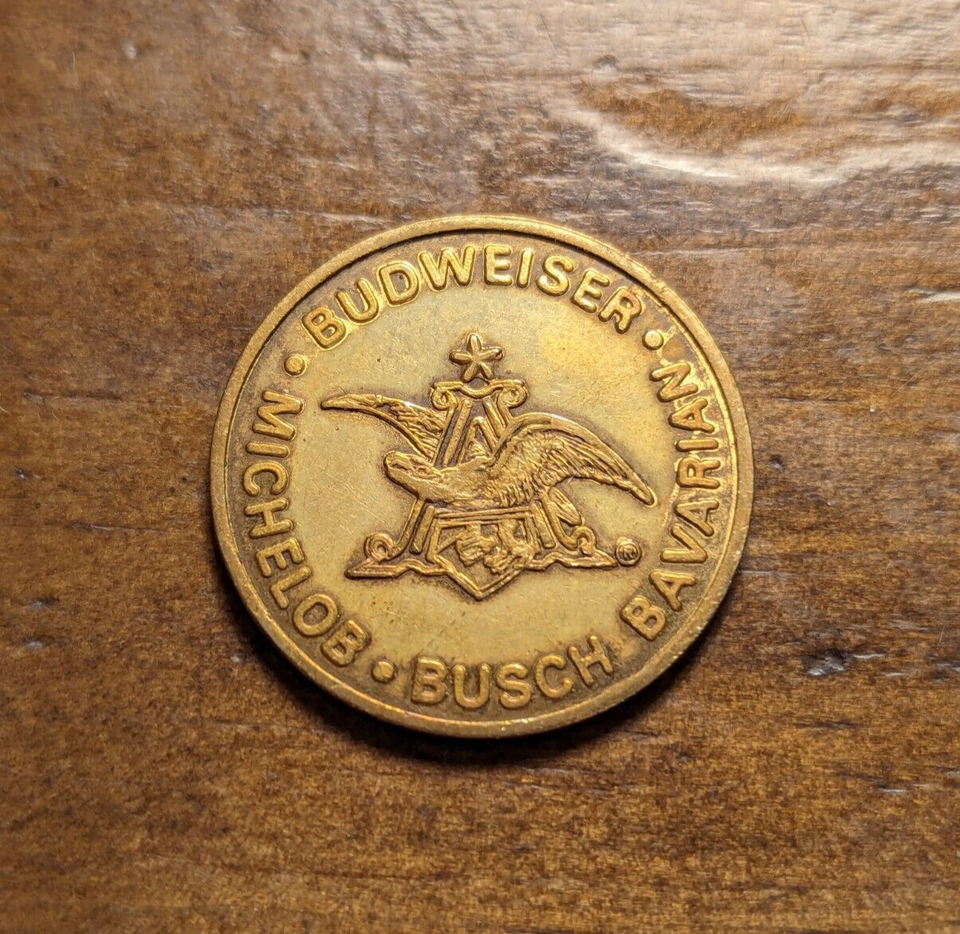 • BUDWEISER •
MICHELOB • BUSCH BAVARIAN
A
®